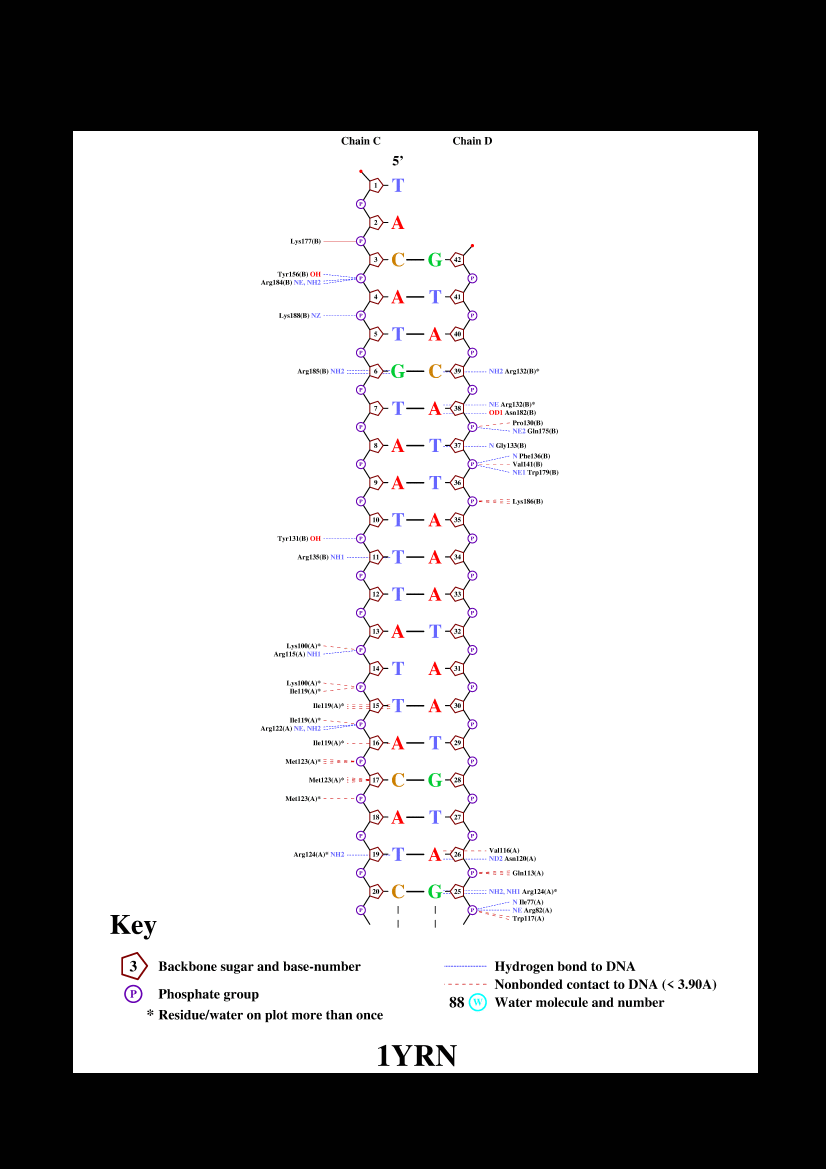 Chain C Chain D
5'
1 T
P
2 A
Lys177(B) P
3 C G 42
Tyr156(B) OH P P
Arg184(B) NE, NH2
4 A T 41
Lys188(B) NZ P P
5 T A 40
P P
Arg185(B) NH2 6 G C 39 NH2 Arg132(B)*
P P
NE Arg132(B)*
7 T A 38
OD1 Asn182(B)
Pro130(B)
P P
NE2 Gln175(B)
8 A T 37 N Gly133(B)
N Phe136(B)
P P Val141(B)
NE1 Trp179(B)
9 A T 36
P P Lys186(B)
10 T A 35
Tyr131(B) OH P P
Arg135(B) NH1 11 T A 34
P P
12 T A 33
P P
13 A T 32
Lys100(A)* P P
Arg115(A) NH1
14 T A 31
Lys100(A)* P P
Ile119(A)*
Ile119(A)* 15 T A 30
Ile119(A)* P P
Arg122(A) NE, NH2
Ile119(A)* 16 A T 29
Met123(A)* P P
Met123(A)* 17 C G 28
Met123(A)* P P
18 A T 27
P P
Val116(A)
Arg124(A)* NH2 19 T A 26
ND2 Asn120(A)
P P Gln113(A)
20 C G 25 NH2, NH1 Arg124(A)*
N Ile77(A)
P P NE Arg82(A)
Trp117(A)
Key
3 Backbone sugar and base-number
P Phosphate group
* Residue/water on plot more than once
Hydrogen bond to DNA
Nonbonded contact to DNA (< 3.90A)
88 W Water molecule and number
1YRN